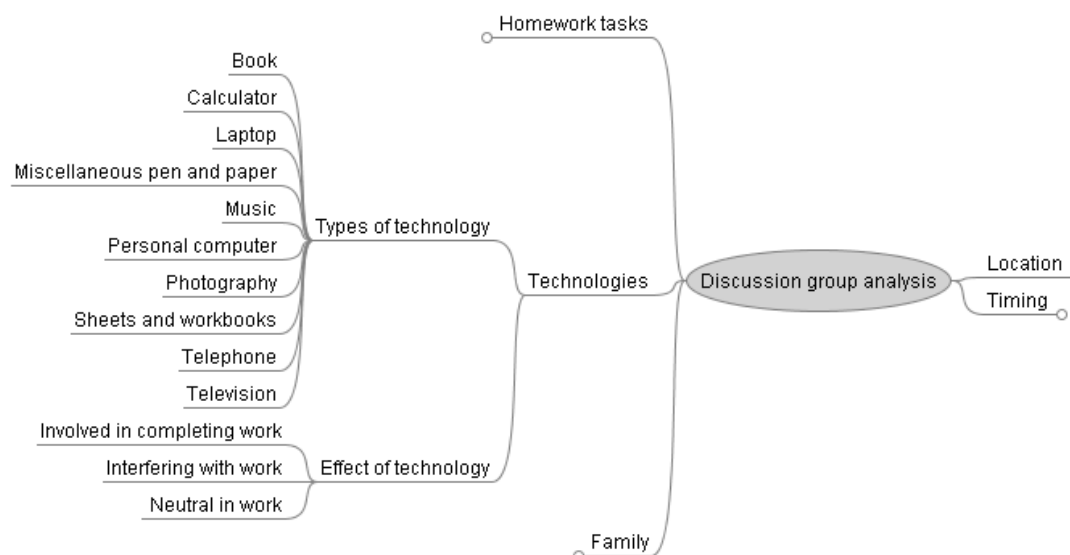 Homework tasks
Book
Calculator
Laptop
Miscellaneous pen and paper
Music
Types of technology
Personal computer
Photography
Sheets and workbooks
Telephone
Television
Technologies
Involved in completing work
Interfering with work
Effect of technology
Neutral in work
Family
Discussion group analysis
Location
Timing